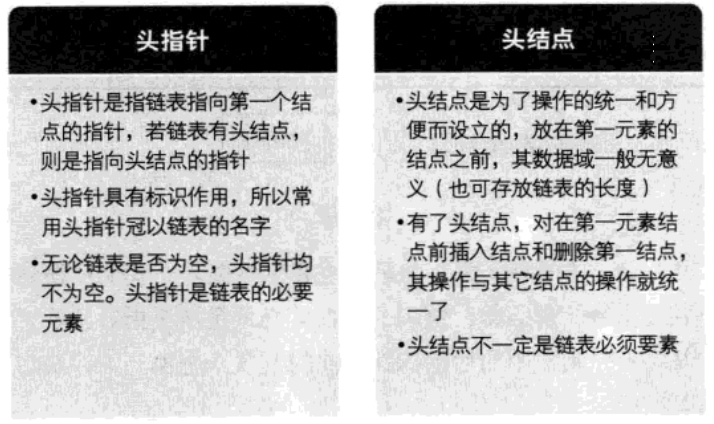 头指针
•头指针是指链表指向第一个结
点的指针，若链表有头结点，
则是指向头结点的指针
•头指针具有标识作用，所以常
用头指针冠以链表的名字
•无论链表是否为空，头指针均
不为空。头指针是链表的必要
元素
头结点
•头结点是为了操作的统一和方
便而设立的，放在第一元素的
结点之前，其数据域一般无意
义（也可存放链表的长度）
•有了头结点，对在第一元素结
点前插入结点和删除第一结点，
其操作与其它结点的操作就统
一了
•头结点不一定是链表必须要素